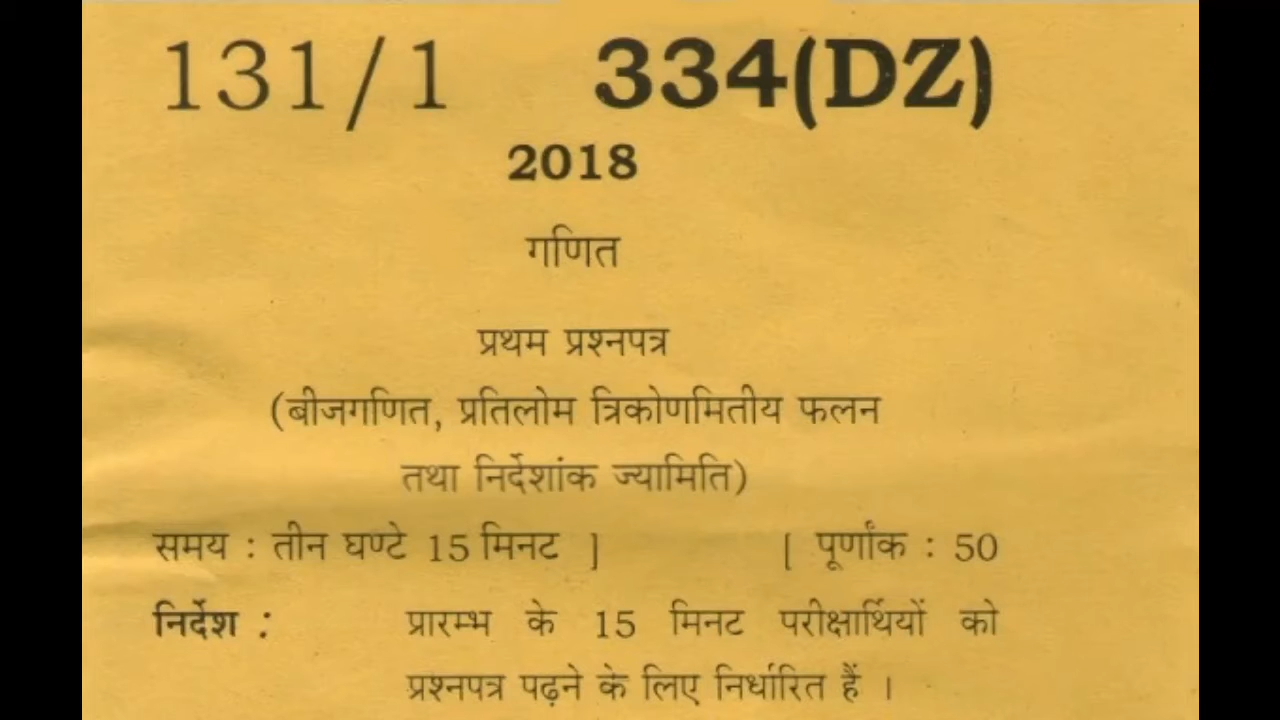 131/1 334(DZ)
2018
गणित
प्रथम प्रश्नपत्र
(बीजगणित, प्रतिलोम त्रिकोणमितीय फलन
तथा निर्देशांक ज्यामिति)
समय : तीन घण्टे 15 मिनट ] [ पूर्णांक : 50
निर्देश : प्रारम्भ के 15 मिनट परीक्षार्थियों को
प्रश्नपत्र पढ़ने के लिए निर्धारित हैं ।